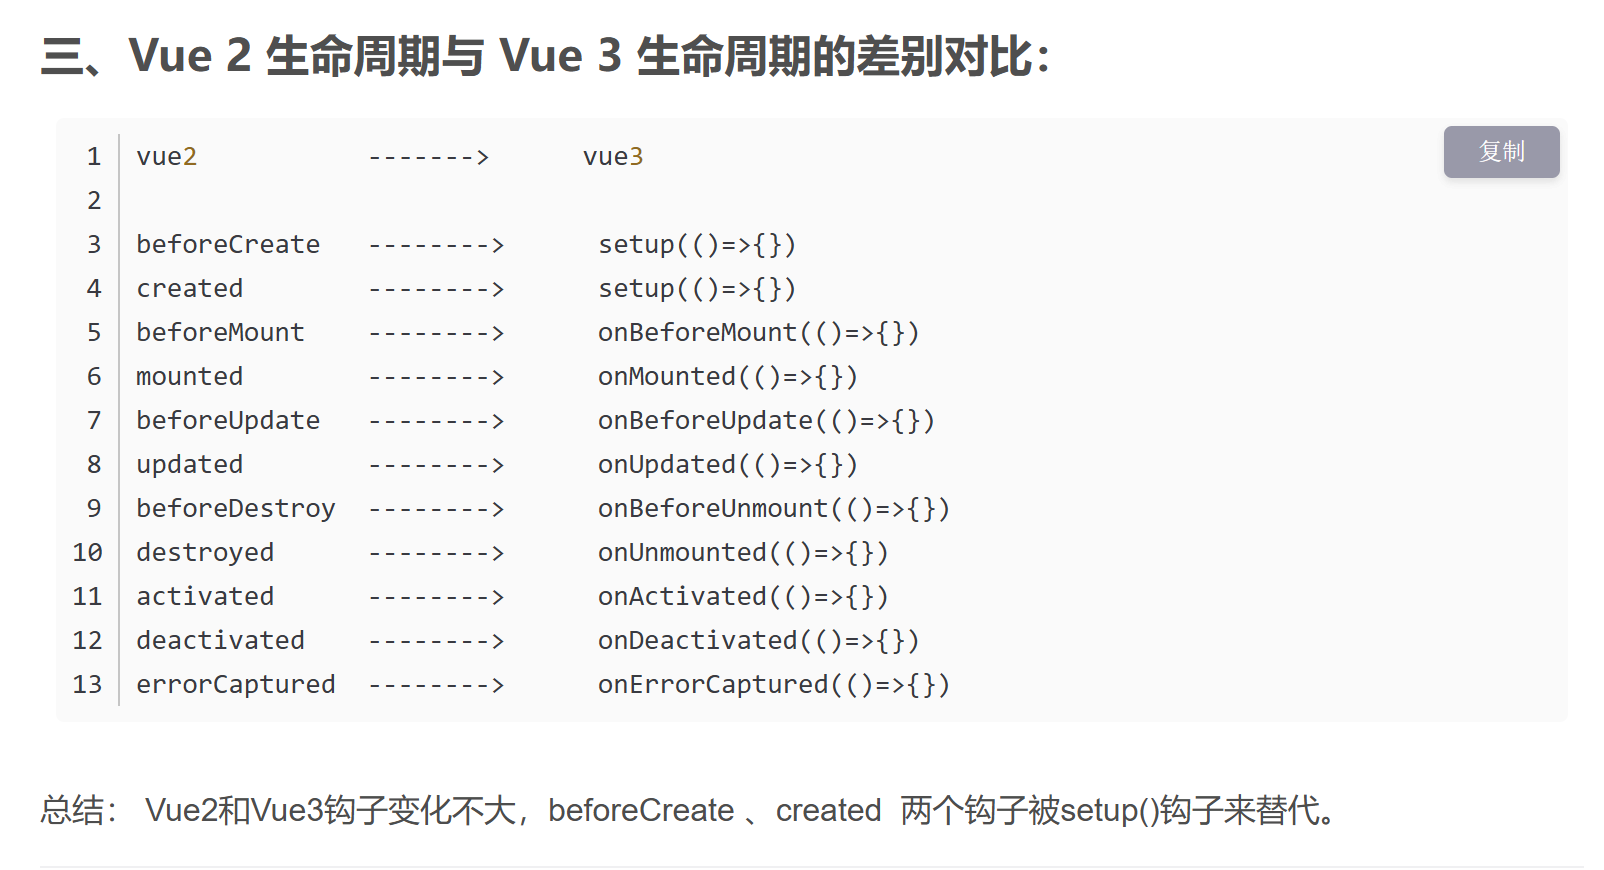 三、Vue 2 生命周期与 Vue 3 生命周期的差别对比：
复制
1 vue2 -------> vue3
2
3 beforeCreate --------> setup(()=>{})
4 created --------> setup(()=>{})
5 beforeMount --------> onBeforeMount(()=>{})
6 mounted --------> onMounted(()=>{})
7 beforeUpdate --------> onBeforeUpdate(()=>{})
8 updated --------> onUpdated(()=>{})
9 beforeDestroy --------> onBeforeUnmount(()=>{})
10 destroyed --------> onUnmounted(()=>{})
11 activated --------> onActivated(()=>{})
12 deactivated --------> onDeactivated(()=>{})
13 errorCaptured --------> onErrorCaptured(()=>{})
总结： Vue2和Vue3钩子变化不大，beforeCreate 、created 两个钩子被setup()钩子来替代。